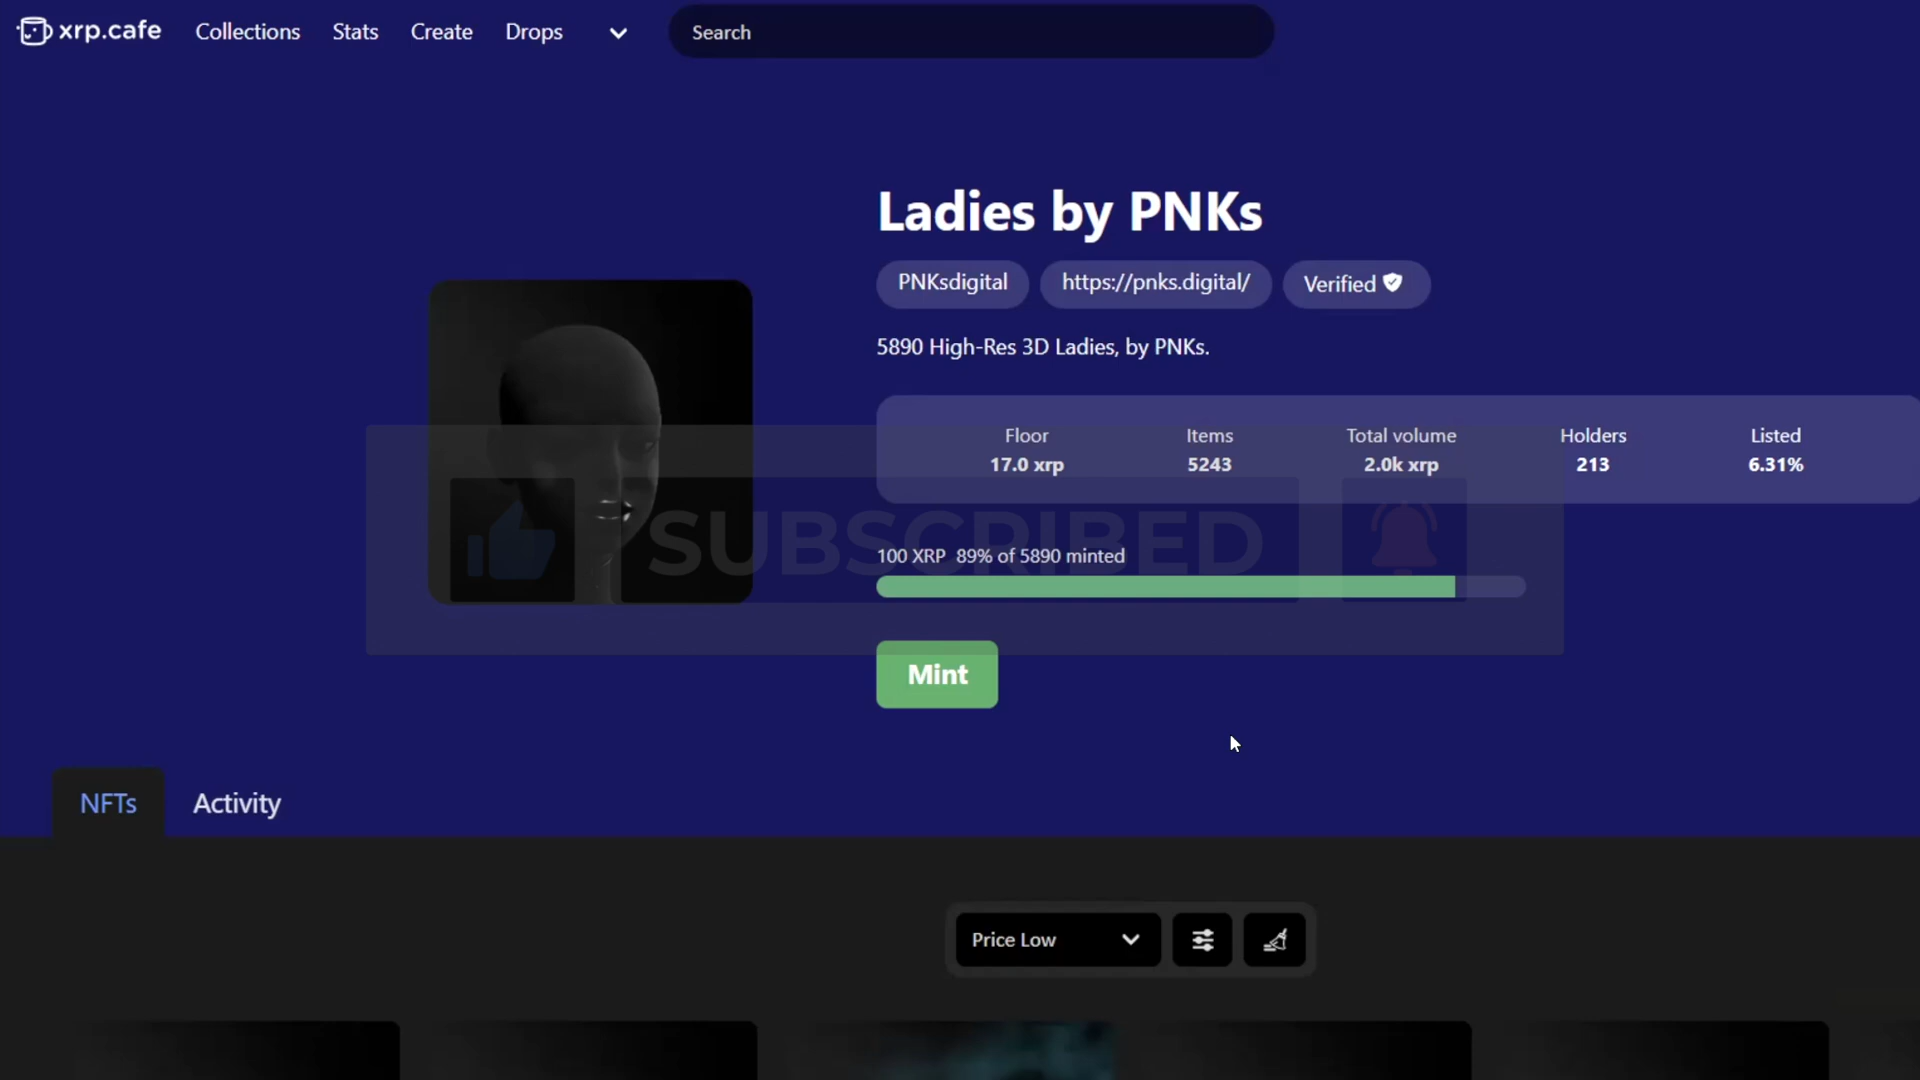 xrp.cafe Collections Stats Create Drops Search
Ladies by PNKs
PNKsdigital https://pnks.digital/ Verified
5890 High-Res 3D Ladies, by PNKs.
Floor Items Total volume Holders Listed
17.0 xrp 5243 2.0k xrp 213 6.31%
SUBSCRIBED
100 XRP 89% of 5890 minted
Mint
NFTs Activity
Price Low